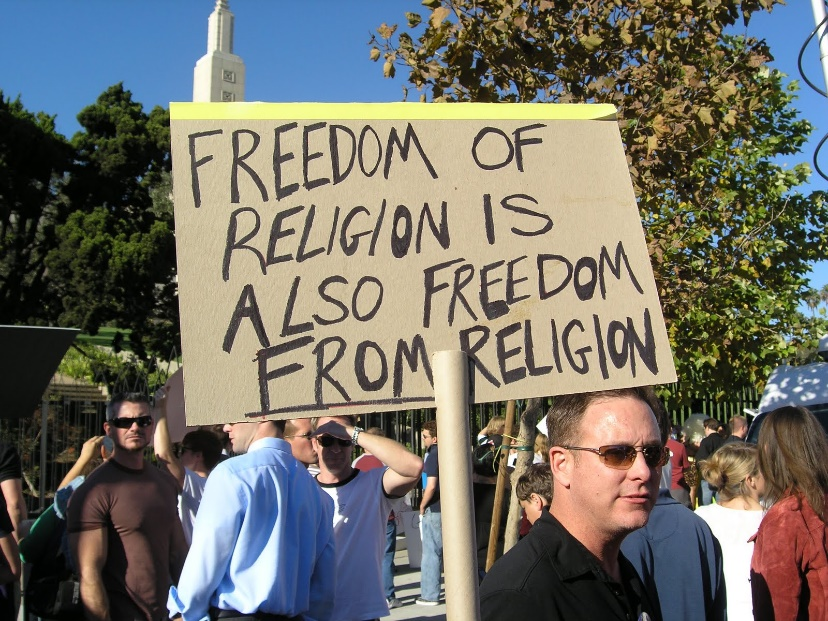 FREEDOM OF
RELIGION IS
ALSO FREEDOM
FROM RELIGION